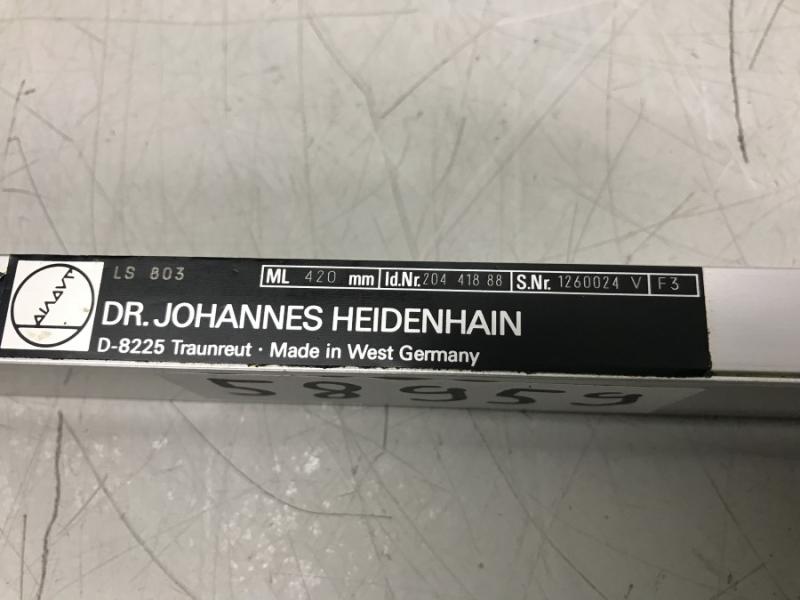 LS 803
ML 420 mm Id.Nr. 204 418 88 S.Nr. 1260024 V F3
DR. JOHANNES HEIDENHAIN
D-8225 Traunreut · Made in West Germany
58959